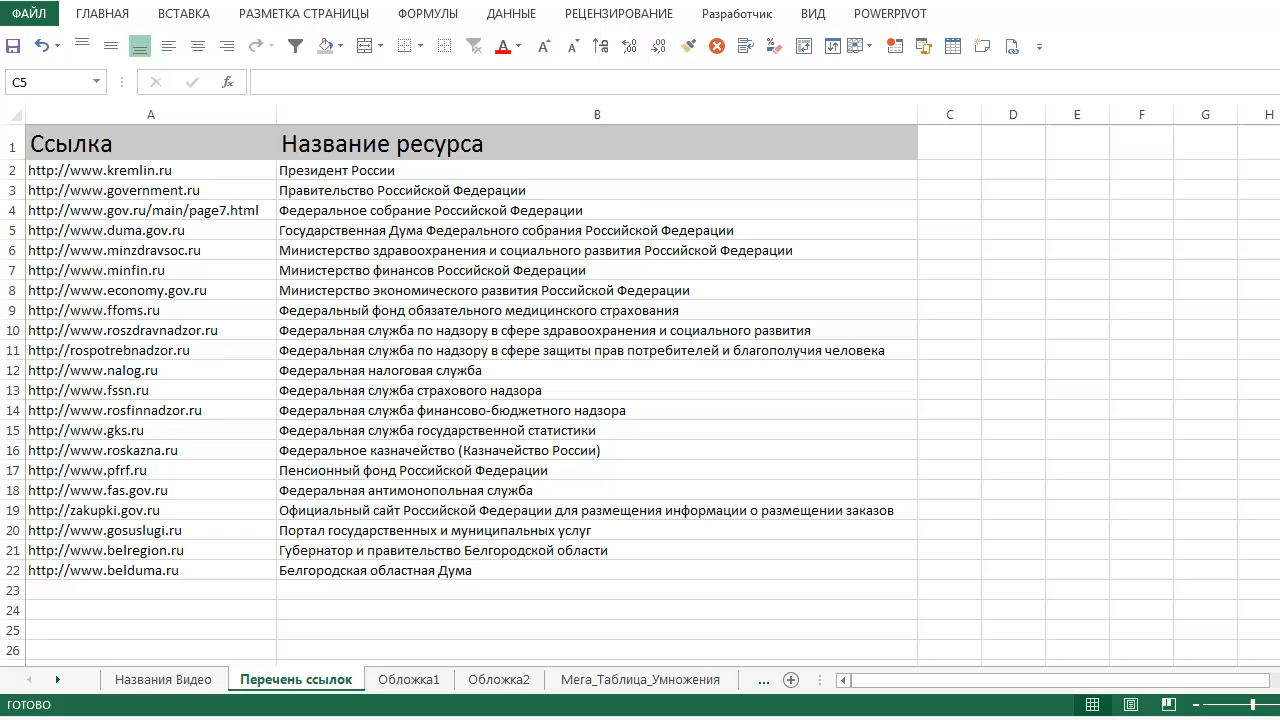 ФАЙЛ ГЛАВНАЯ ВСТАВКА РАЗМЕТКА СТРАНИЦЫ ФОРМУЛЫ ДАННЫЕ РЕЦЕНЗИРОВАНИЕ Разработчик ВИД POWERPIVOT
C5 fx
A B C D E F G H
1 Ссылка Название ресурса
2 http://www.kremlin.ru Президент России
3 http://www.government.ru Правительство Российской Федерации
4 http://www.gov.ru/main/page7.html Федеральное собрание Российской Федерации
5 http://www.duma.gov.ru Государственная Дума Федерального собрания Российской Федерации
6 http://www.minzdravsoc.ru Министерство здравоохранения и социального развития Российской Федерации
7 http://www.minfin.ru Министерство финансов Российской Федерации
8 http://www.economy.gov.ru Министерство экономического развития Российской Федерации
9 http://www.ffoms.ru Федеральный фонд обязательного медицинского страхования
10 http://www.roszdravnadzor.ru Федеральная служба по надзору в сфере здравоохранения и социального развития
11 http://rospotrebnadzor.ru Федеральная служба по надзору в сфере защиты прав потребителей и благополучия человека
12 http://www.nalog.ru Федеральная налоговая служба
13 http://www.fssn.ru Федеральная служба страхового надзора
14 http://www.rosfinnadzor.ru Федеральная служба финансово-бюджетного надзора
15 http://www.gks.ru Федеральная служба государственной статистики
16 http://www.roskazna.ru Федеральное казначейство (Казначейство России)
17 http://www.pfrf.ru Пенсионный фонд Российской Федерации
18 http://www.fas.gov.ru Федеральная антимонопольная служба
19 http://zakupki.gov.ru Официальный сайт Российской Федерации для размещения информации о размещении заказов
20 http://www.gosuslugi.ru Портал государственных и муниципальных услуг
21 http://www.belregion.ru Губернатор и правительство Белгородской области
22 http://www.belduma.ru Белгородская областная Дума
23
24
25
26
Названия Видео Перечень ссылок Обложка1 Обложка2 Мега_Таблица_Умножения ...
ГОТОВО